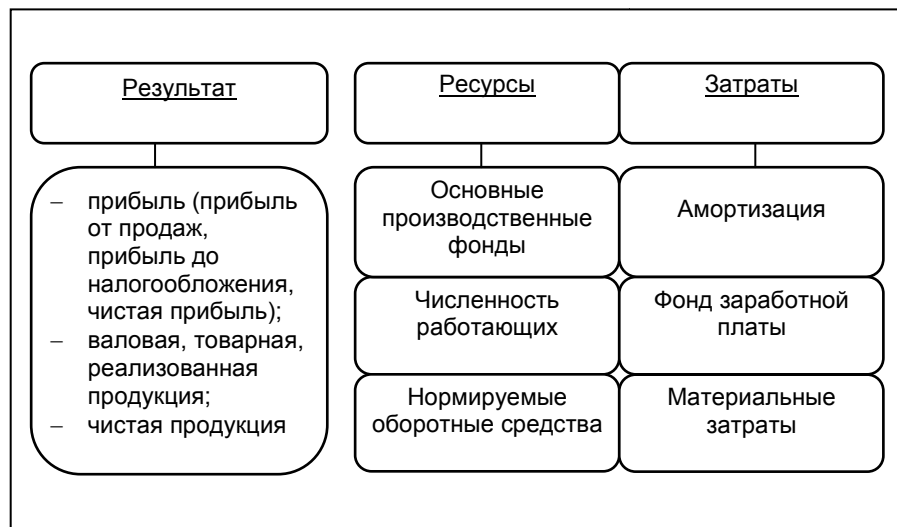 Результат
Ресурсы
Затраты
– прибыль (прибыль
от продаж,
прибыль до
налогообложения,
чистая прибыль);
– валовая, товарная,
реализованная
продукция;
– чистая продукция
Основные
производственные
фонды
Амортизация
Численность
работающих
Фонд заработной
платы
Нормируемые
оборотные средства
Материальные
затраты